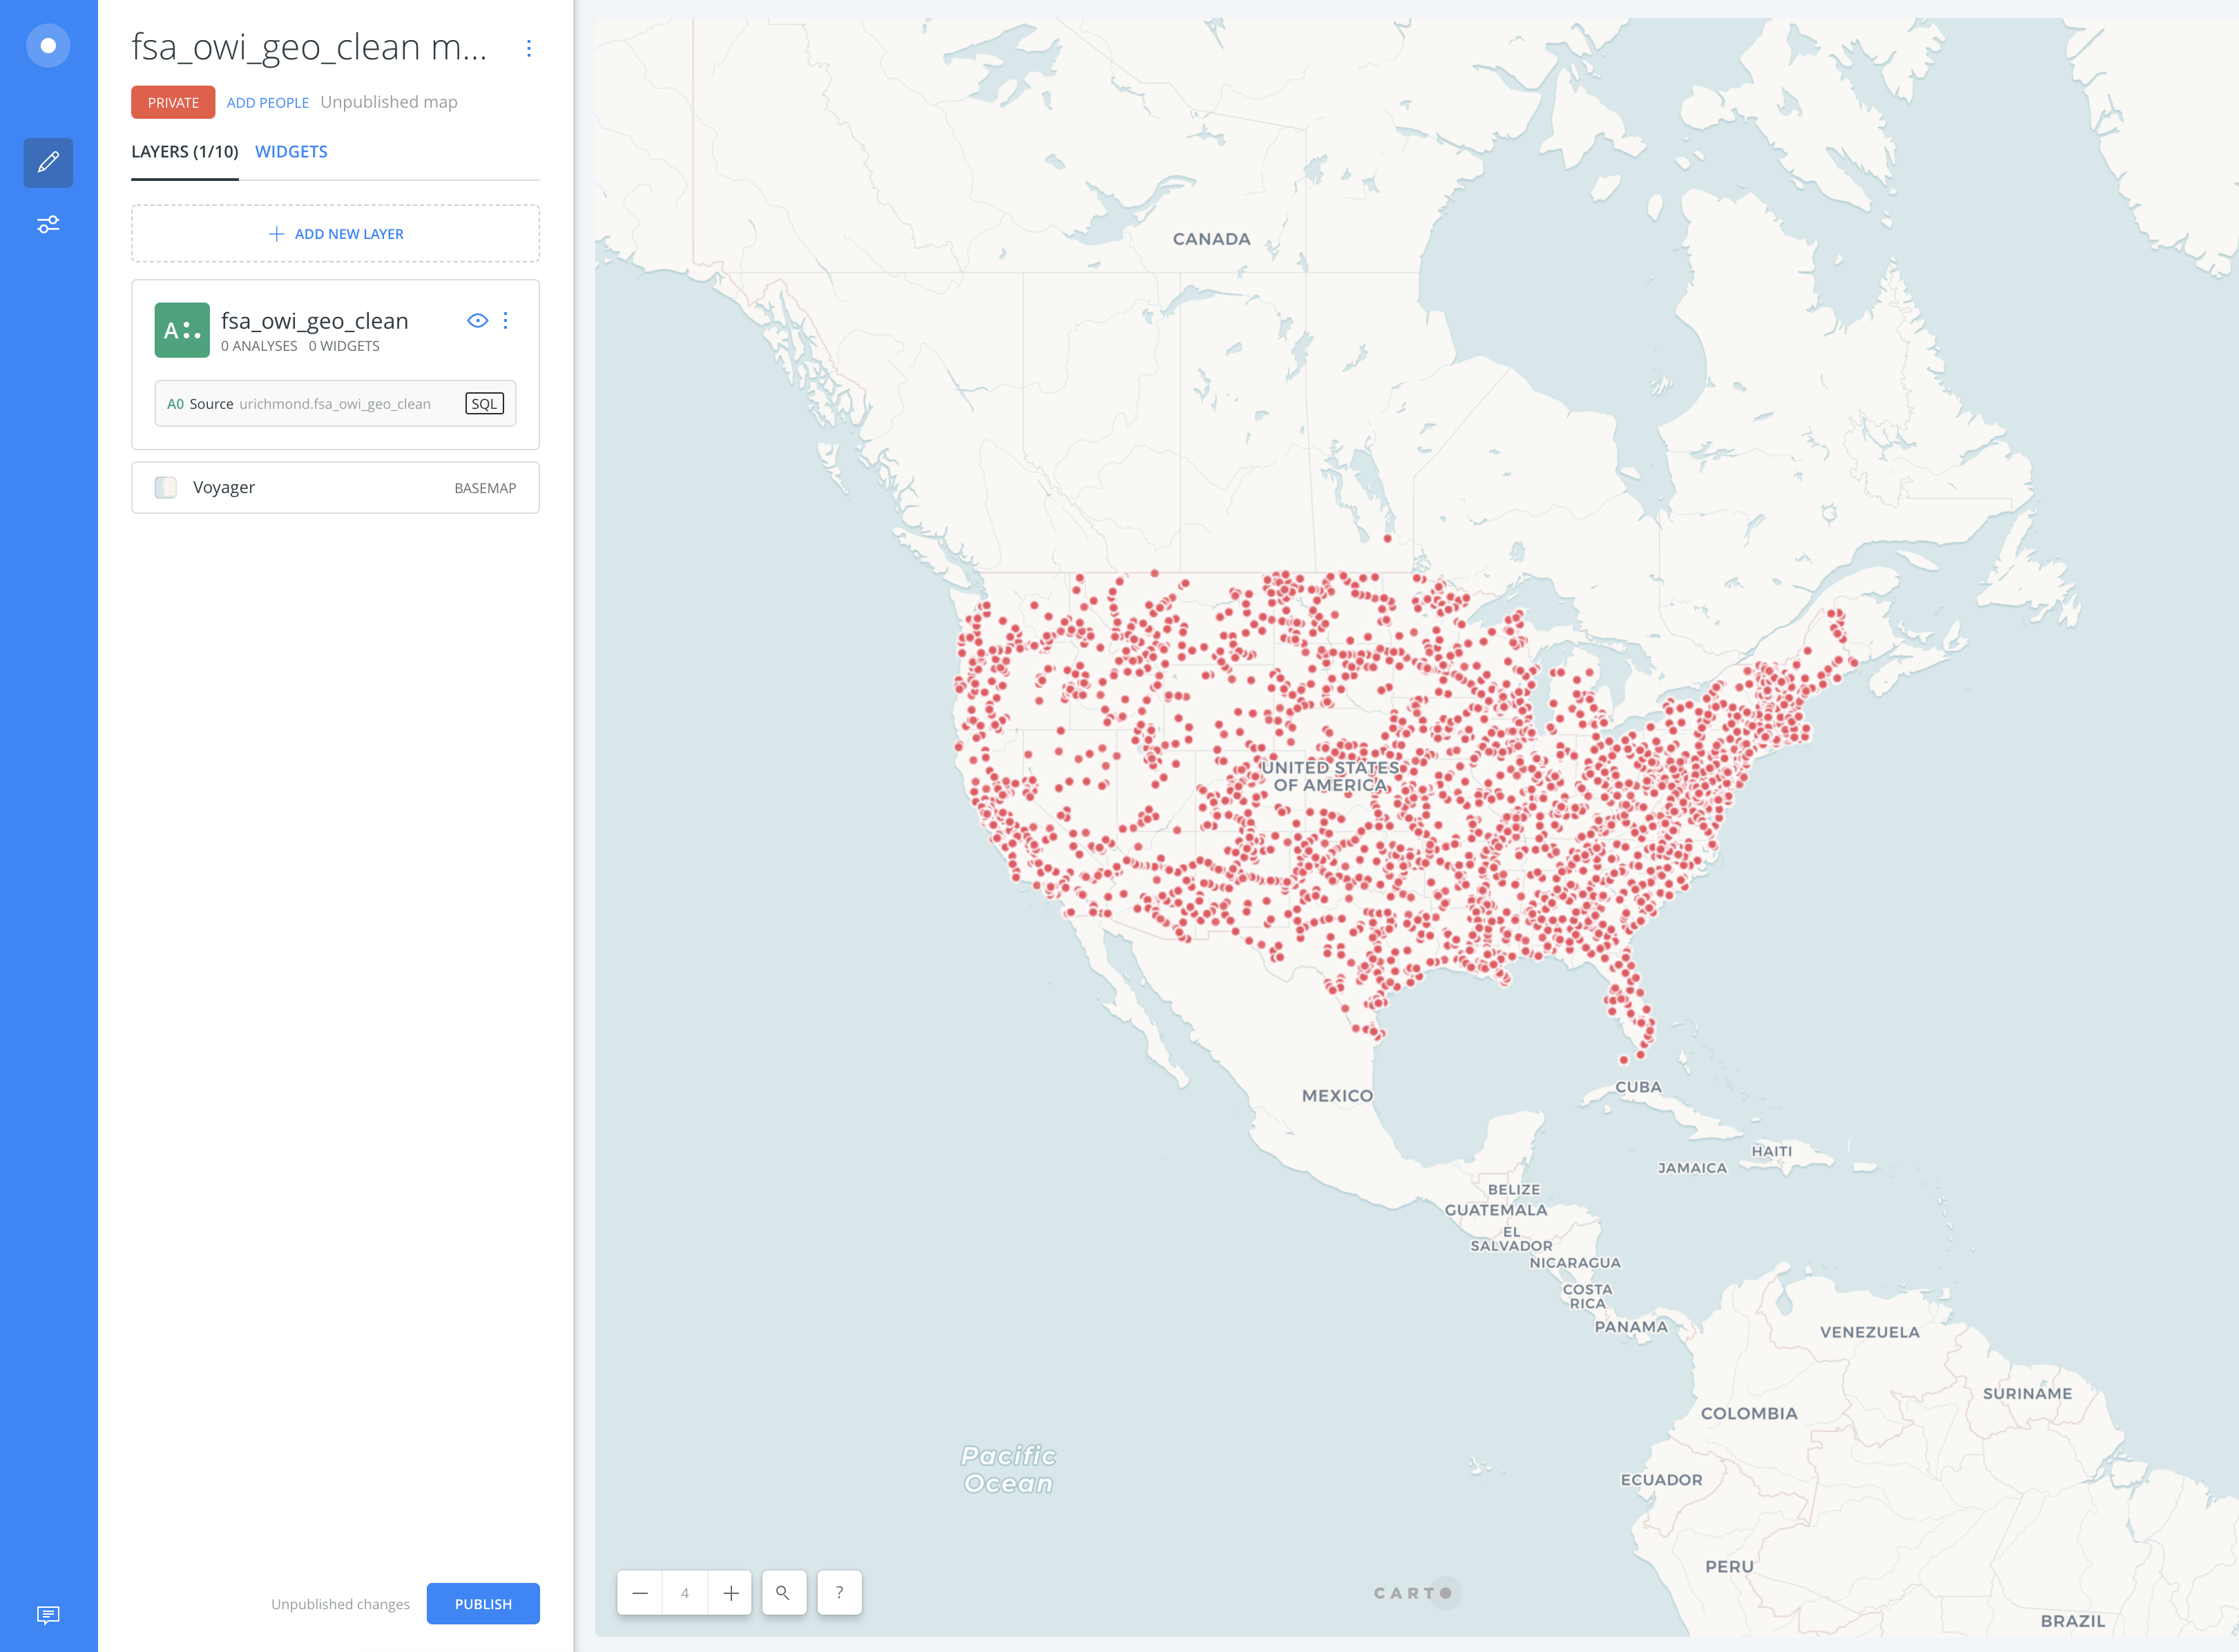 fsa_owi_geo_clean m...
PRIVATE ADD PEOPLE Unpublished map
LAYERS (1/10) WIDGETS
ADD NEW LAYER
A
fsa_owi_geo_clean
0 ANALYSES 0 WIDGETS
A0 Source urichmond.fsa_owi_geo_clean SQL
Voyager BASEMAP
Unpublished changes PUBLISH
CANADA
UNITED STATES
OF AMERICA
MEXICO
CUBA
HAITI
JAMAICA
BELIZE
GUATEMALA
EL
SALVADOR
NICARAGUA
COSTA
RICA
PANAMA
VENEZUELA
SURINAME
COLOMBIA
Pacific
Ocean
ECUADOR
PERU
BRAZIL
4
?
CARTO